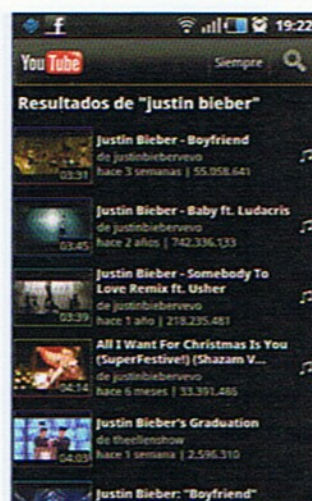 19:22
You Tube
Siempre
Resultados de "justin bieber"
Justin Bieber - Boyfriend
de justinbiebervevo
03:31
hace 3 semanas | 55.058.641
Justin Bieber - Baby ft. Ludacris
de justinbiebervevo
03:45
hace 2 años | 742.336.133
Justin Bieber - Somebody To
Love Remix ft. Usher
de justinbiebervevo
03:39
hace 1 año | 218.235.481
All I Want For Christmas Is You
(SuperFestive!) (Shazam V...
de justinbiebervevo
04:14
hace 6 meses | 33.391.486
Justin Bieber's Graduation
de theellenshow
04:03
hace 1 semana | 2.596.310
Justin Bieber: "Boyfriend"